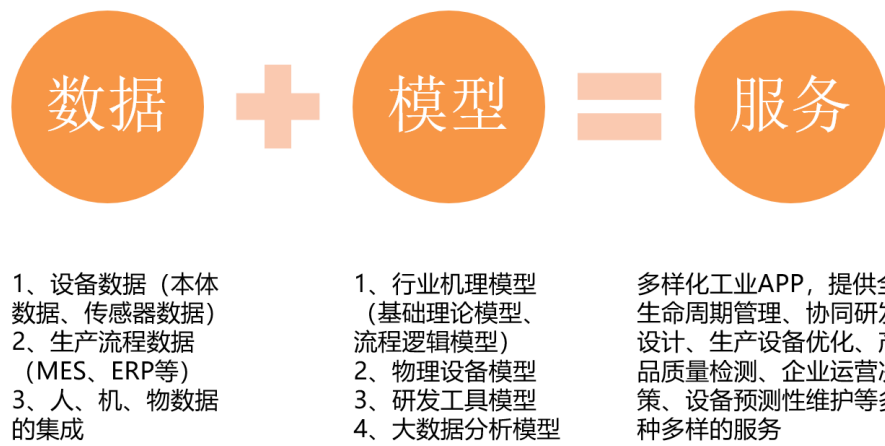 数据
模型
服务
1、设备数据（本体
数据、传感器数据）
2、生产流程数据
（MES、ERP等）
3、人、机、物数据
的集成
1、行业机理模型
（基础理论模型、
流程逻辑模型）
2、物理设备模型
3、研发工具模型
4、大数据分析模型
多样化工业APP，提供全
生命周期管理、协同研发
设计、生产设备优化、产
品质量检测、企业运营决
策、设备预测性维护等多
种多样的服务